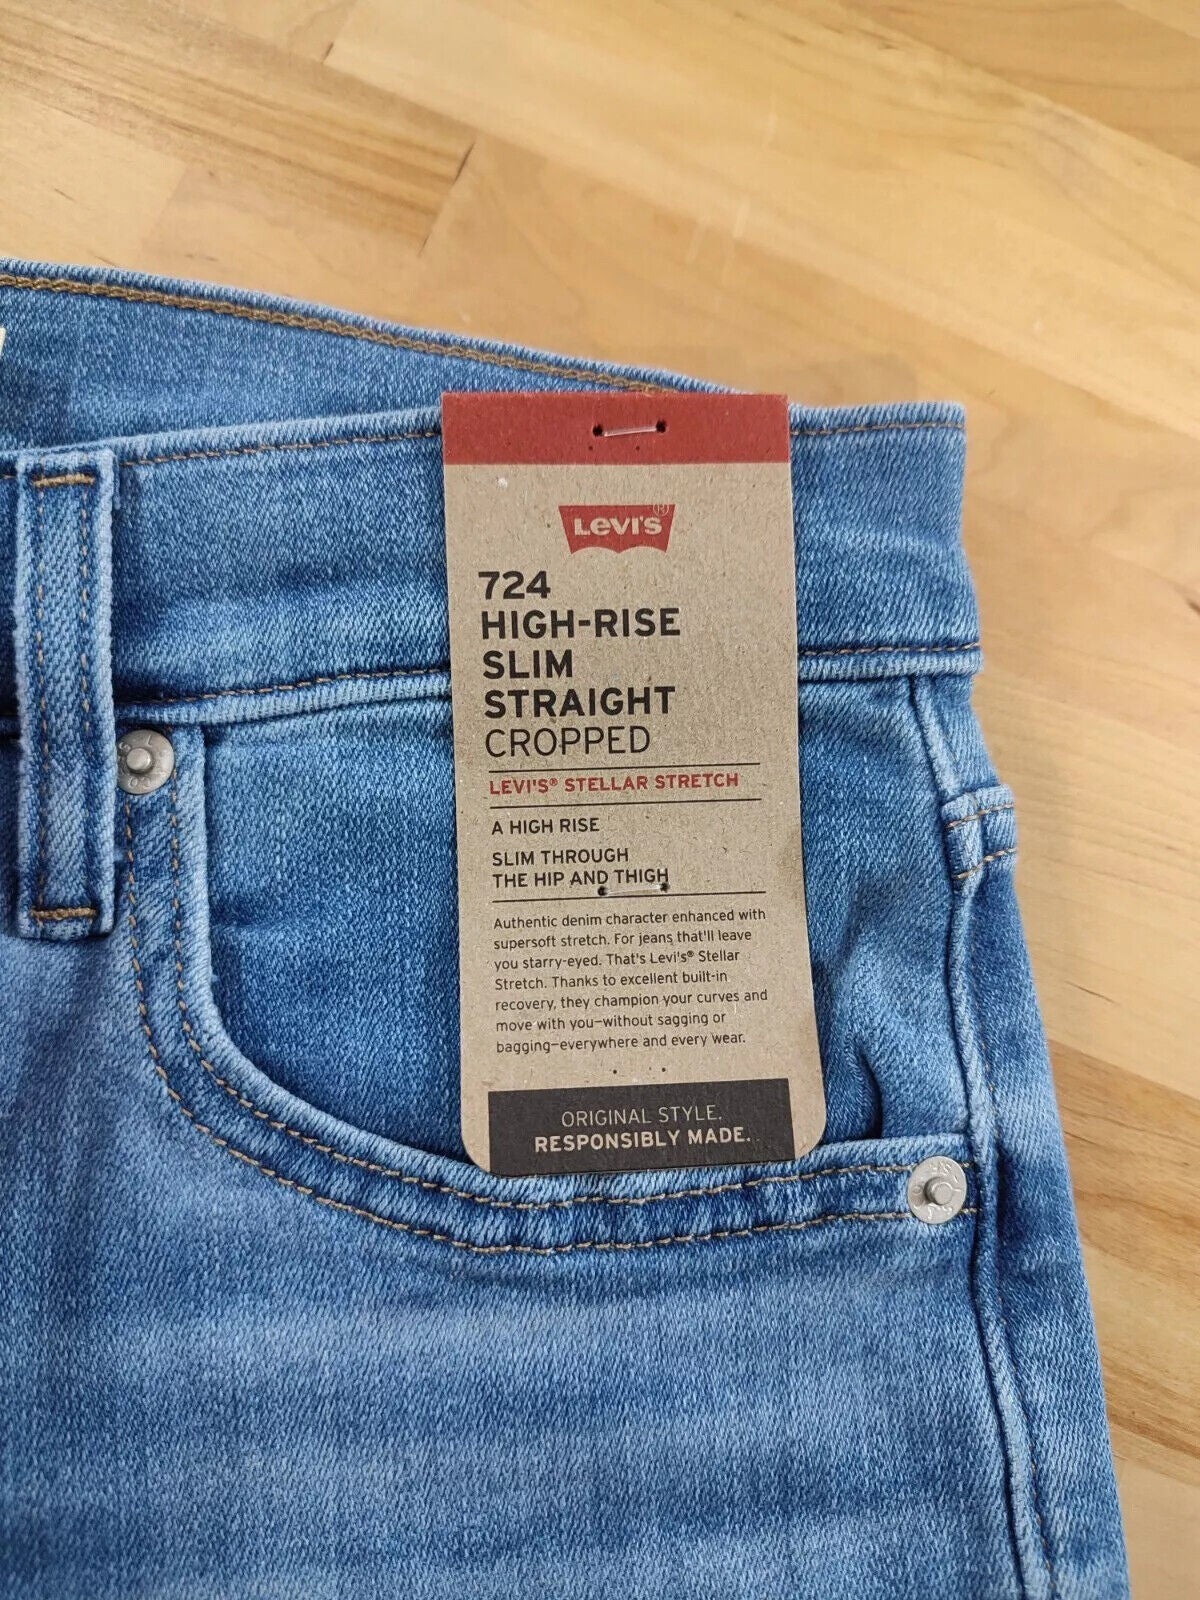 LEVI'S®
724
HIGH-RISE
SLIM
STRAIGHT
CROPPED
LEVI'S® STELLAR STRETCH
A HIGH RISE
SLIM THROUGH
THE HIP AND THIGH
Authentic denim character enhanced with
supersoft stretch. For jeans that'll leave
you starry-eyed. That's Levi's® Stellar
Stretch. Thanks to excellent built-in
recovery, they champion your curves and
move with you—without sagging or
bagging—everywhere and every wear.
ORIGINAL STYLE.
RESPONSIBLY MADE.